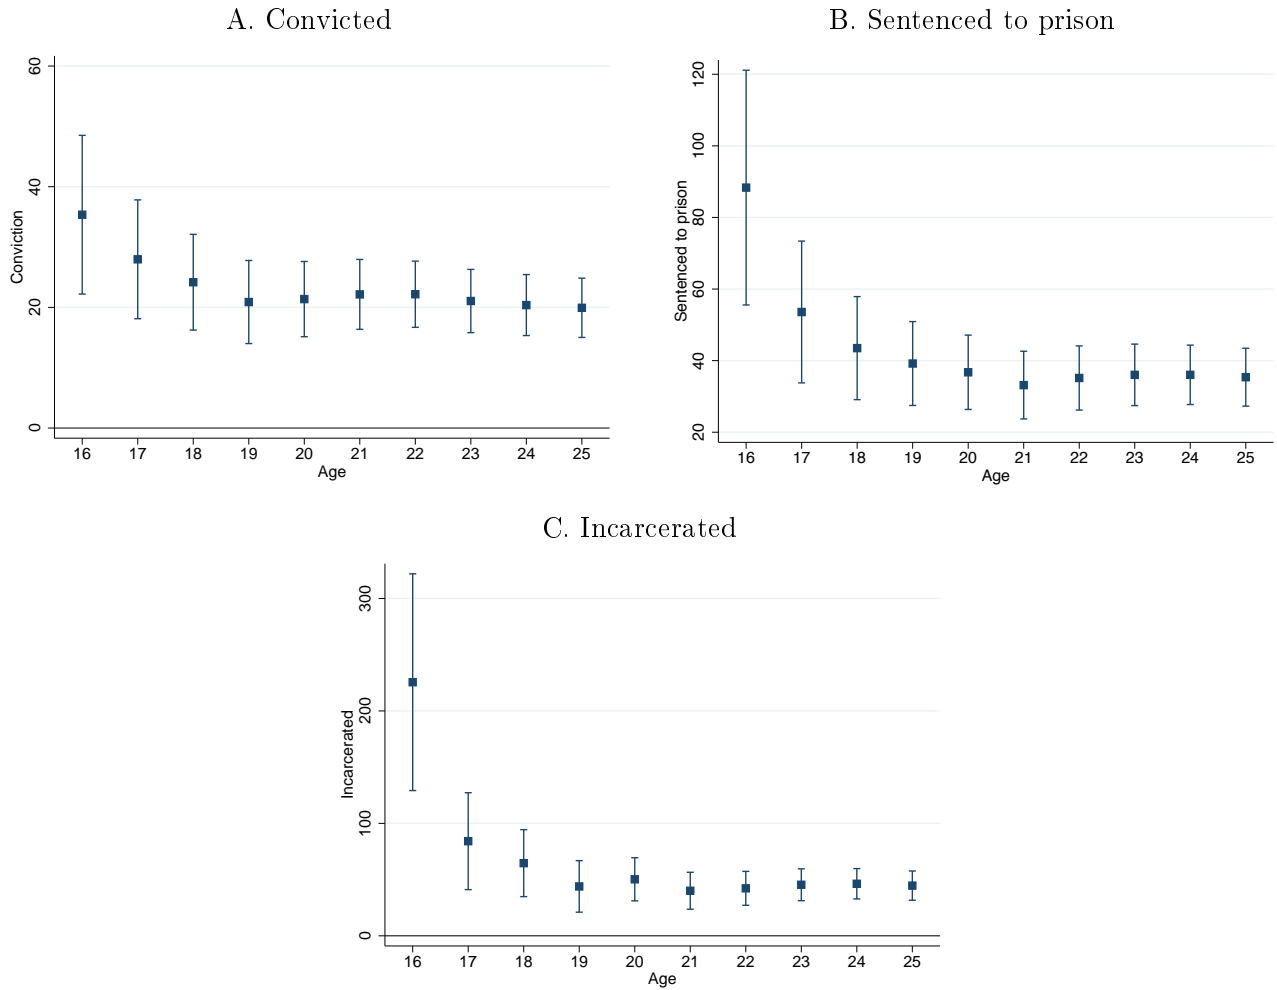 A. Convicted
60
40
20
0
Conviction
16 17 18 19 20 21 22 23 24 25
Age
B. Sentenced to prison
120
100
80
60
40
20
Sentenced to prison
16 17 18 19 20 21 22 23 24 25
Age
C. Incarcerated
300
200
100
0
Incarcerated
16 17 18 19 20 21 22 23 24 25
Age